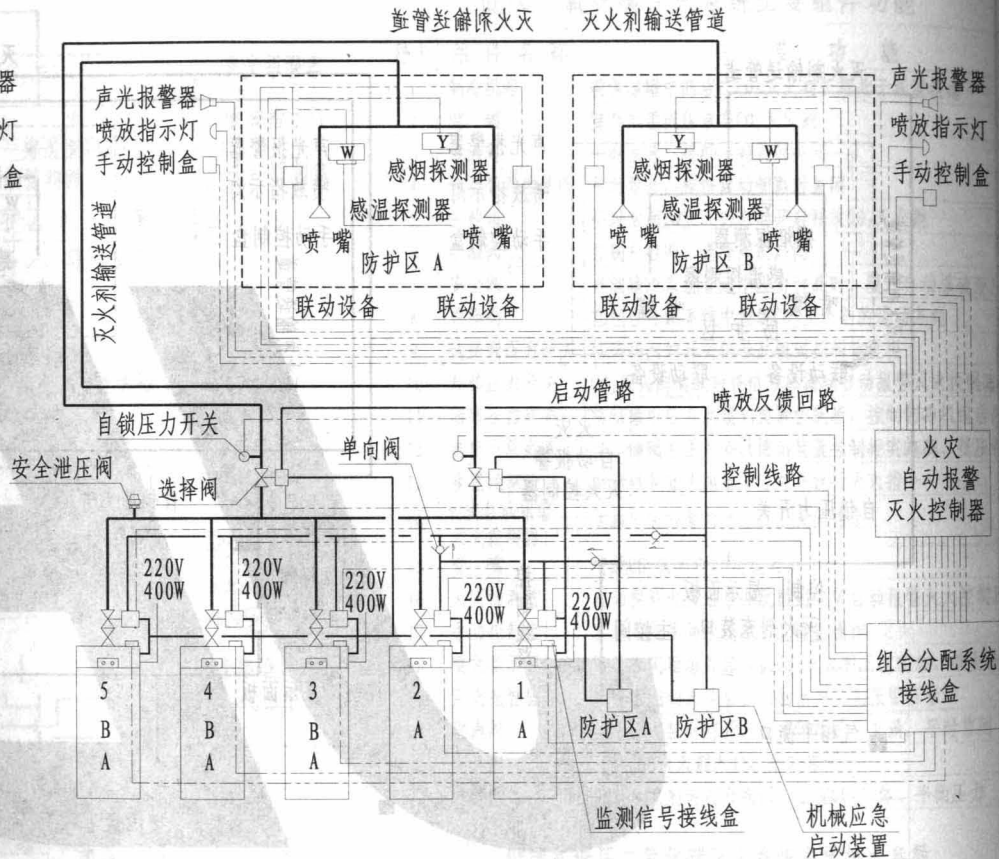 灭火剂输送管道
器
灯
盒
声光报警器
喷放指示灯
手动控制盒
灭火剂输送管道
W
Y
感烟探测器
感温探测器
喷嘴
喷嘴
防护区 A
联动设备
联动设备
Y
W
感烟探测器
感温探测器
喷嘴
喷嘴
防护区 B
联动设备
联动设备
声光报警器
喷放指示灯
手动控制盒
启动管路
喷放反馈回路
自锁压力开关
单向阀
安全泄压阀
选择阀
控制线路
火灾
自动报警
灭火控制器
220V
400W
220V
400W
220V
400W
220V
400W
220V
400W
组合分配系统
接线盒
5
B
A
4
B
A
3
B
A
2
A
1
A
防护区A
防护区B
监测信号接线盒
机械应急
启动装置